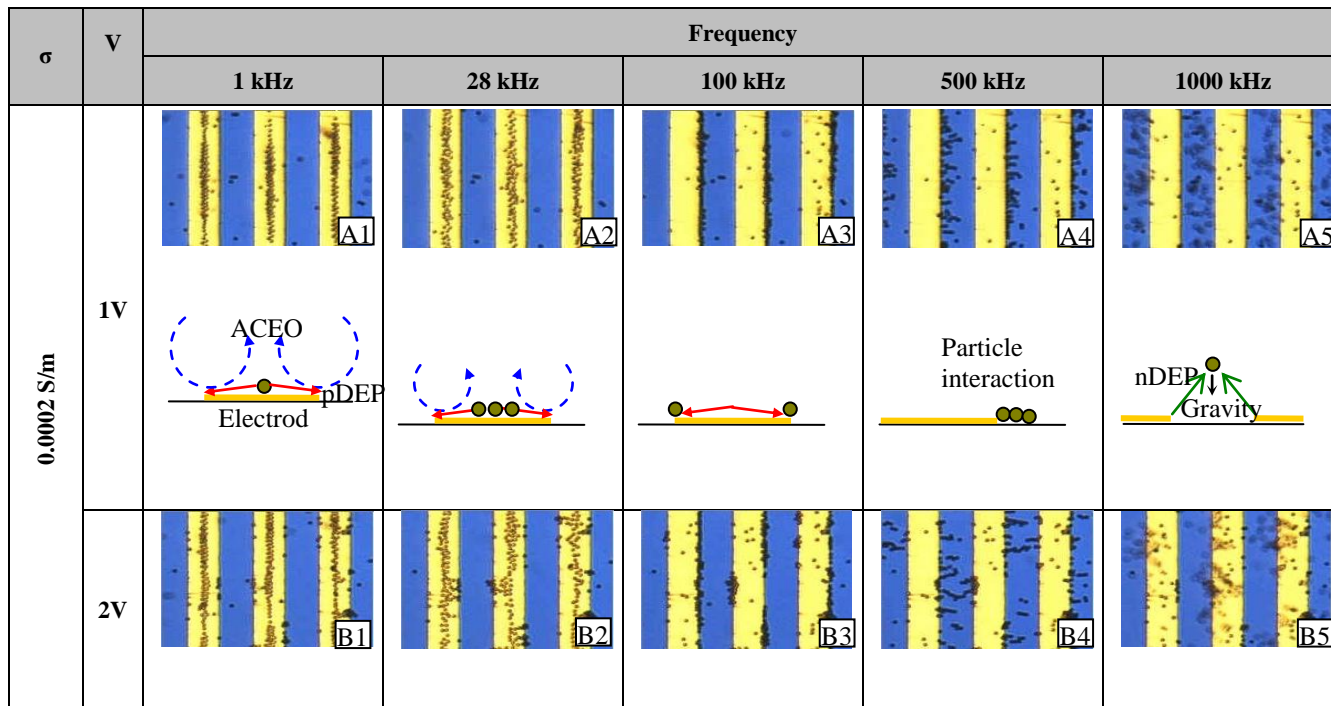 σ
V
Frequency
1 kHz
28 kHz
100 kHz
500 kHz
1000 kHz
0.0002 S/m
1V
A1
A2
A3
A4
A5
ACEO
pDEP
Electrod
Particle
interaction
nDEP
Gravity
2V
B1
B2
B3
B4
B5